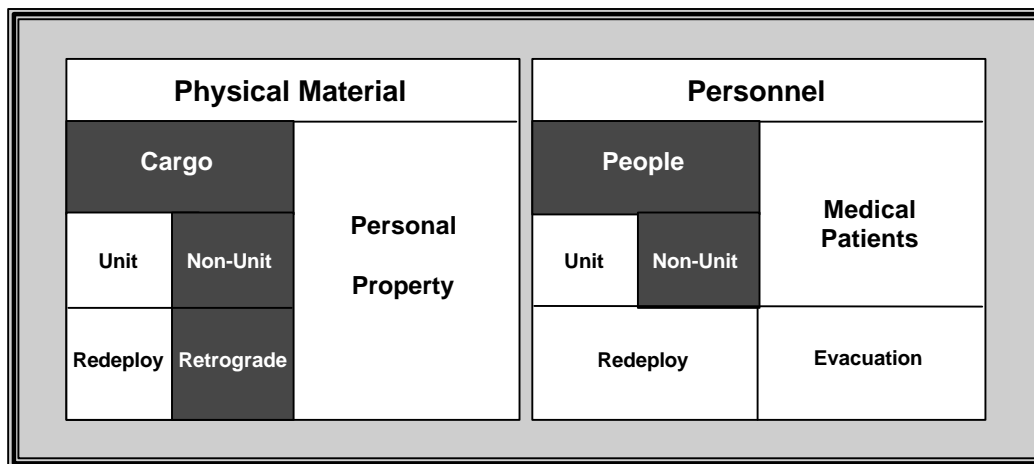 Physical Material
Cargo
Unit
Non-Unit
Redeploy
Retrograde
Personal
Property
Personnel
People
Unit
Non-Unit
Medical
Patients
Redeploy
Evacuation